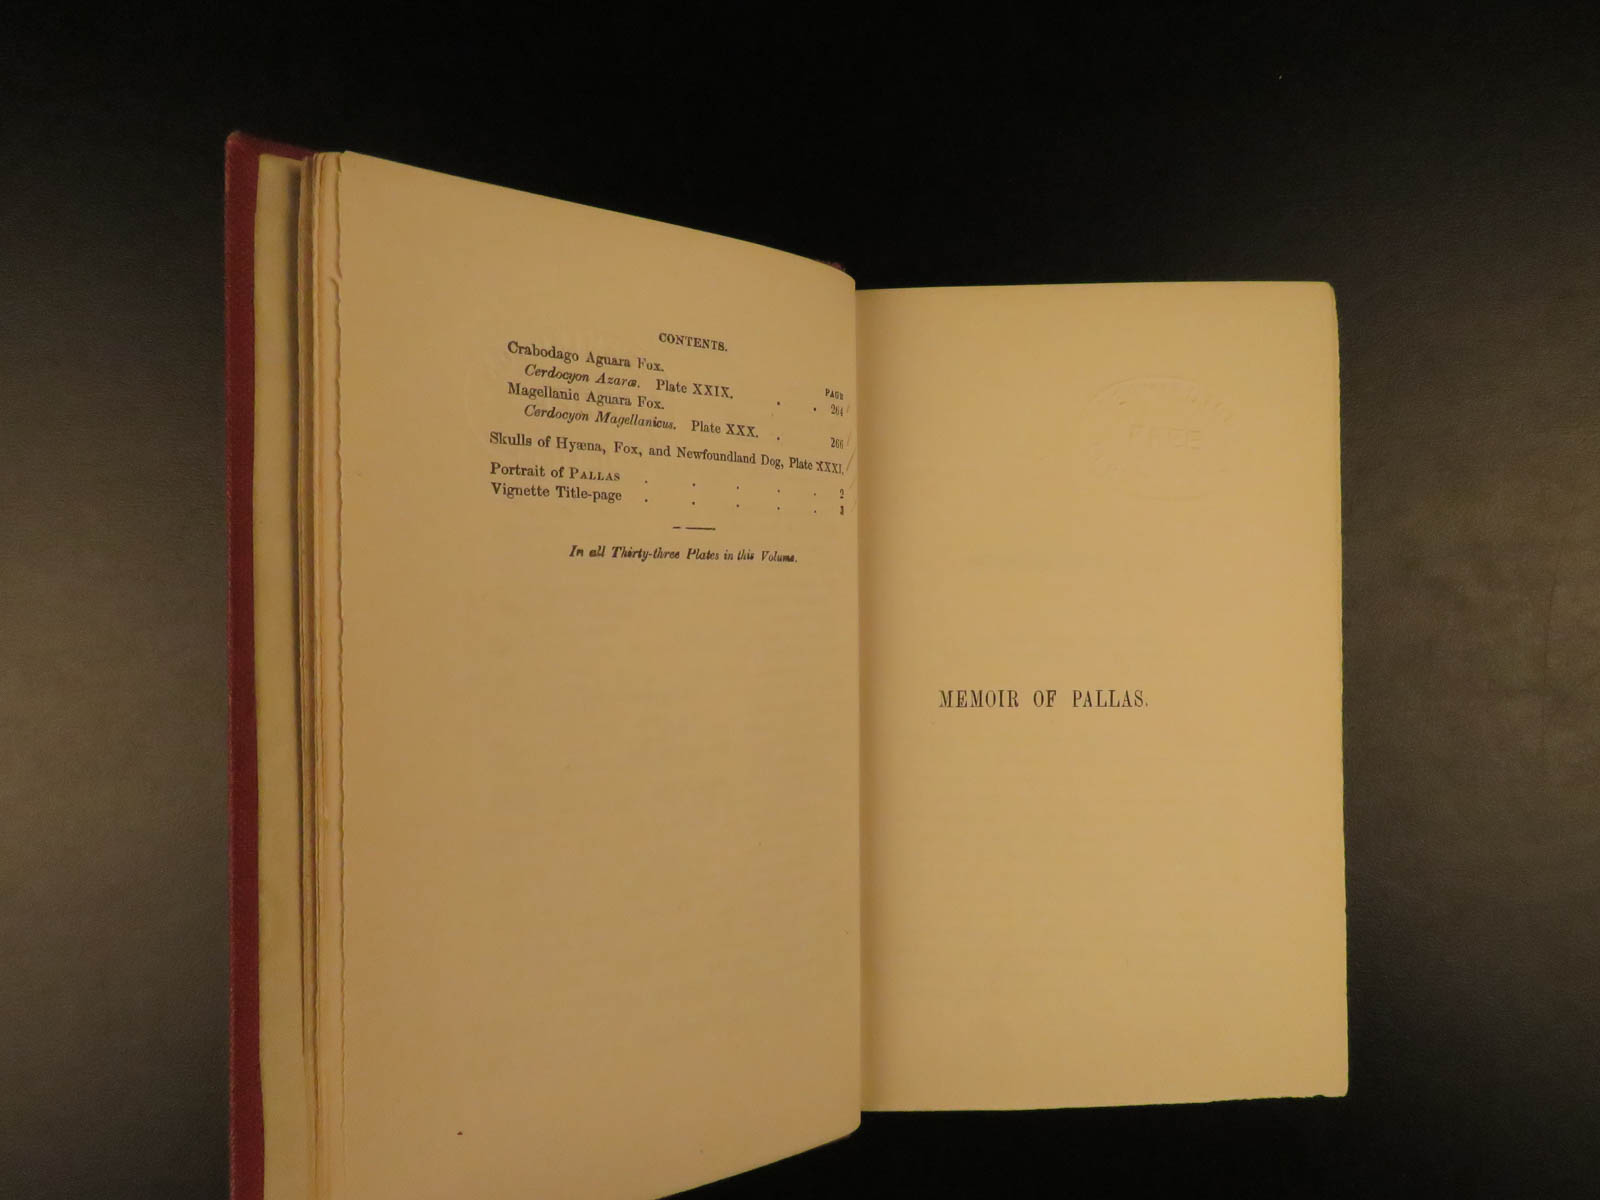 CONTENTS.
PAGE
Crabodago Aguara Fox.
Cerdocyon Azaræ. Plate XXIX. . . 264
Magellanic Aguara Fox.
Cerdocyon Magellanicus. Plate XXX. . 266
Skulls of Hyæna, Fox, and Newfoundland Dog, Plate XXXI.
Portrait of PALLAS . . . . . 2
Vignette Title-page . . . . . 3
In all Thirty-three Plates in this Volume.
MEMOIR OF PALLAS.